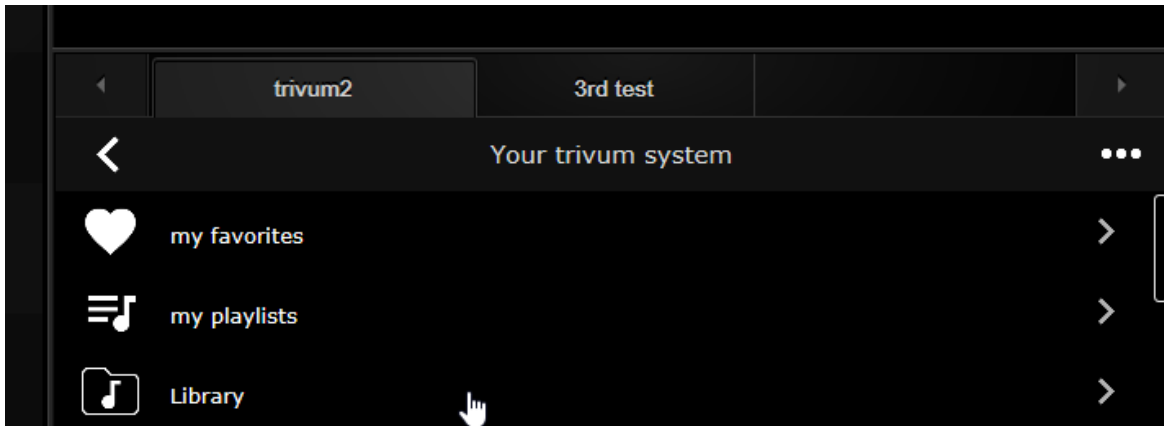 trivum2 3rd test
Your trivum system
my favorites
my playlists
Library